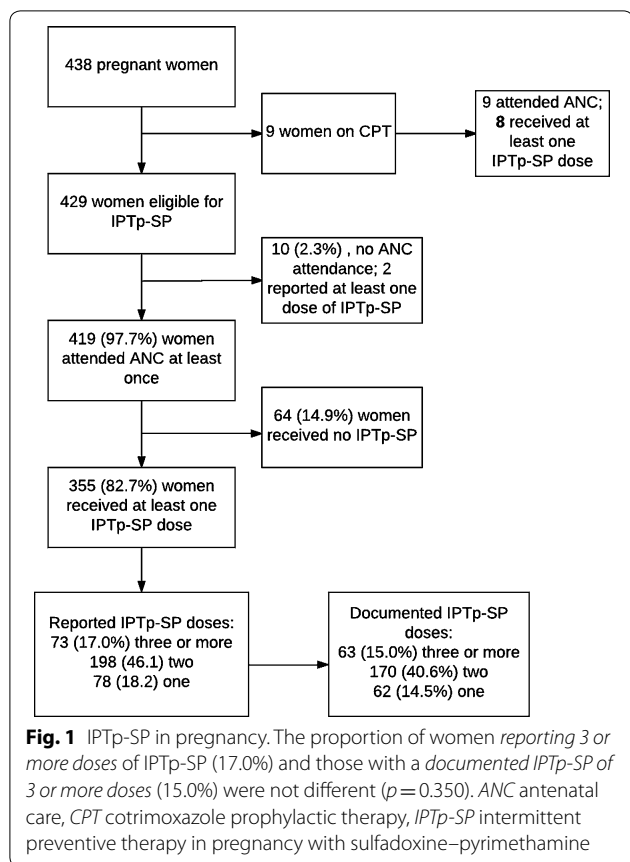 438 pregnant women
9 women on CPT
9 attended ANC;
8 received at
least one
IPTp-SP dose
429 women eligible for
IPTp-SP
10 (2.3%) , no ANC
attendance; 2
reported at least one
dose of IPTp-SP
419 (97.7%) women
attended ANC at least
once
64 (14.9%) women
received no IPTp-SP
355 (82.7%) women
received at least one
IPTp-SP dose
Reported IPTp-SP doses:
73 (17.0%) three or more
198 (46.1) two
78 (18.2) one
Documented IPTp-SP
doses:
63 (15.0%) three or more
170 (40.6%) two
62 (14.5%) one
Fig. 1 IPTp-SP in pregnancy. The proportion of women reporting 3 or
more doses of IPTp-SP (17.0%) and those with a documented IPTp-SP of
3 or more doses (15.0%) were not different (p = 0.350). ANC antenatal
care, CPT cotrimoxazole prophylactic therapy, IPTp-SP intermittent
preventive therapy in pregnancy with sulfadoxine–pyrimethamine